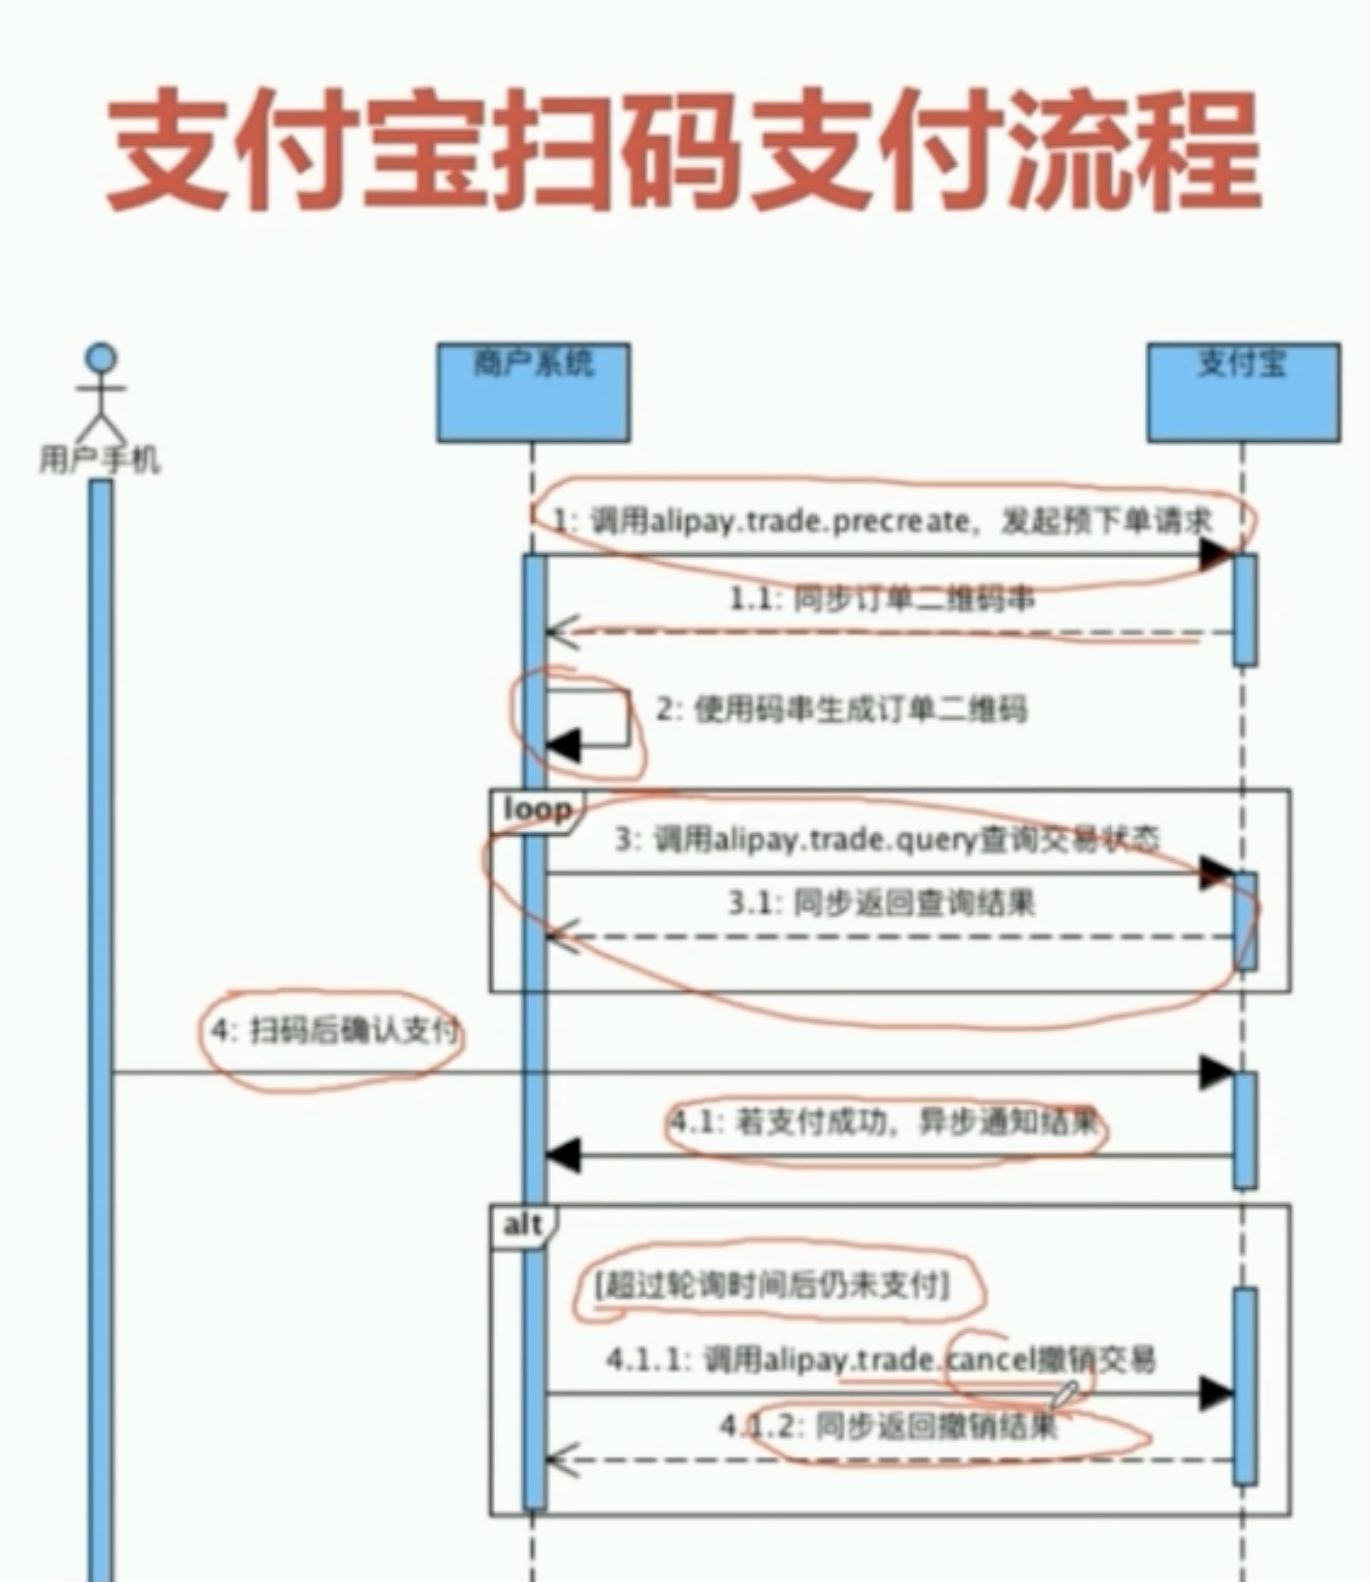 支付宝扫码支付流程
商户系统
支付宝
用户手机
1: 调用alipay.trade.precreate，发起预下单请求
1.1: 同步订单二维码串
2: 使用码串生成订单二维码
loop
3: 调用alipay.trade.query查询交易状态
3.1: 同步返回查询结果
4: 扫码后确认支付
4.1: 若支付成功，异步通知结果
alt
[超过轮询时间后仍未支付]
4.1.1: 调用alipay.trade.cancel撤销交易
4.1.2: 同步返回撤销结果